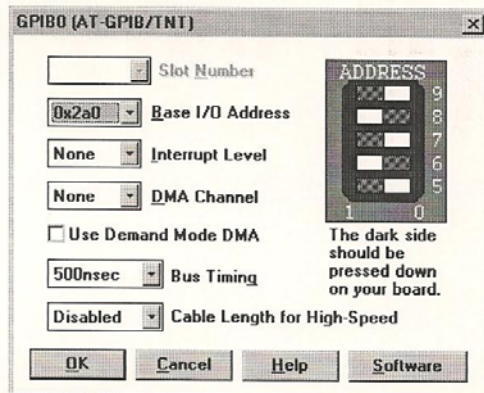 GPIB0 (AT-GPIB/TNT)
Slot Number
0x2a0 Base I/O Address
None Interrupt Level
None DMA Channel
Use Demand Mode DMA
500nsec Bus Timing
Disabled Cable Length for High-Speed
ADDRESS
9
8
7
6
5
1 0
The dark side
should be
pressed down
on your board.
OK Cancel Help Software